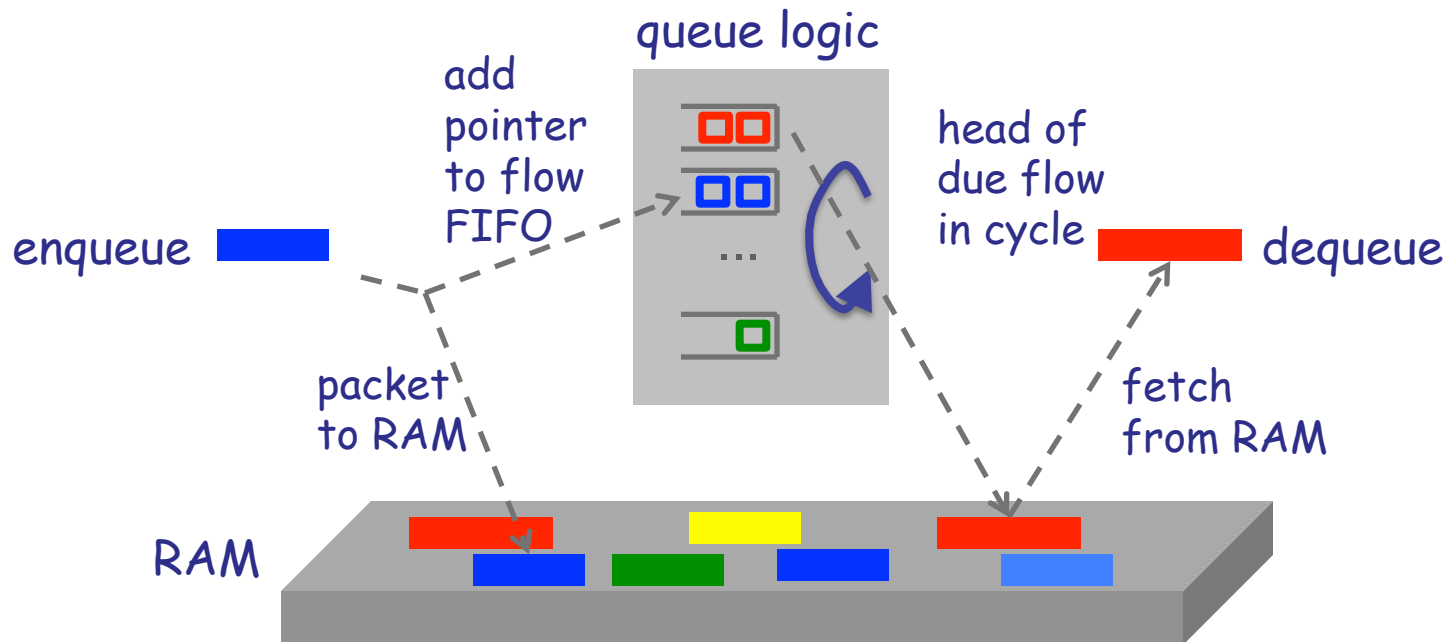 queue logic
add
pointer
to flow
FIFO
head of
due flow
in cycle
enqueue
...
dequeue
packet
to RAM
fetch
from RAM
RAM